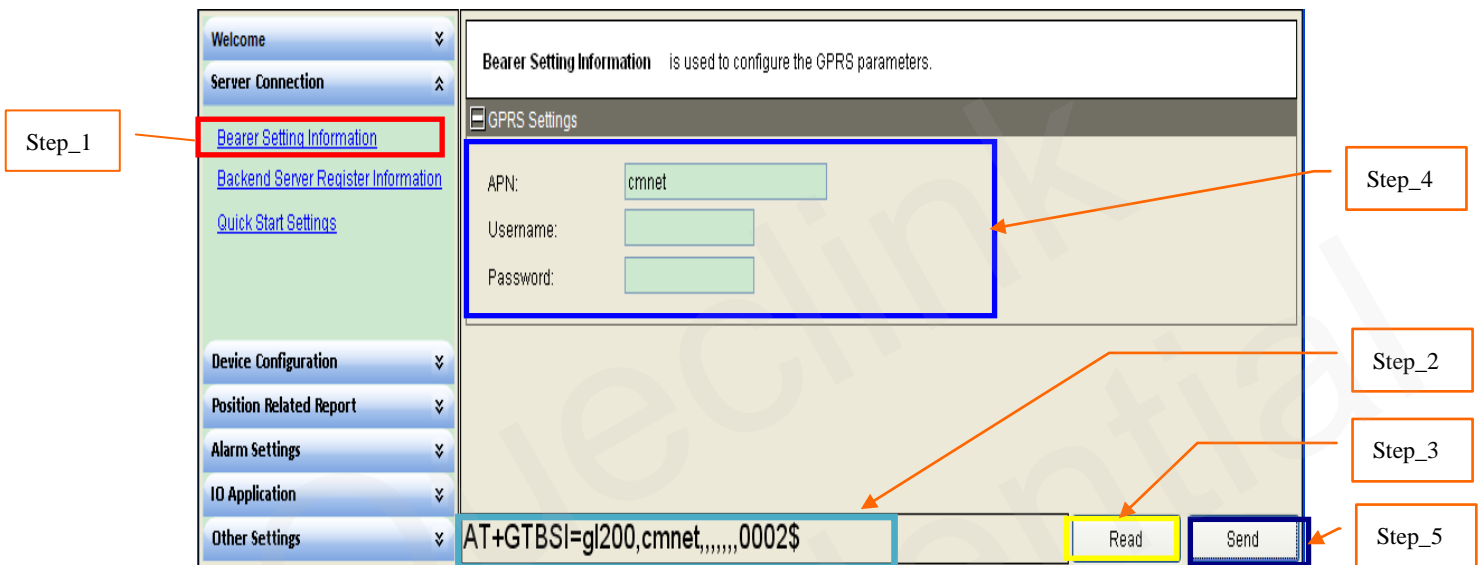 Welcome
Server Connection
Bearer Setting Information
Backend Server Register Information
Quick Start Settings
Device Configuration
Position Related Report
Alarm Settings
IO Application
Other Settings
Bearer Setting Information is used to configure the GPRS parameters.
GPRS Settings
APN: cmnet
Username:
Password:
AT+GTBSI=gl200,cmnet,,,,,,,0002$
Read
Send
Step_1
Step_4
Step_2
Step_3
Step_5